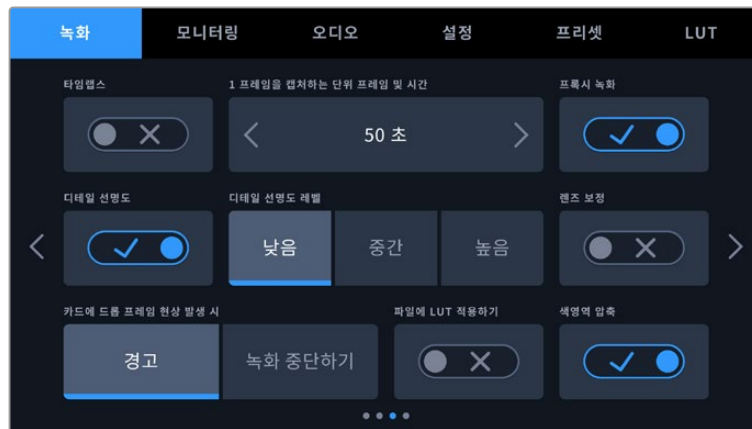 녹화 모니터링 오디오 설정 프리셋 LUT
타임랩스 1 프레임을 캡처하는 단위 프레임 및 시간 프록시 녹화
50 초
디테일 선명도 디테일 선명도 레벨 렌즈 보정
낮음 중간 높음
카드에 드롭 프레임 현상 발생 시 파일에 LUT 적용하기 색영역 압축
경고 녹화 중단하기